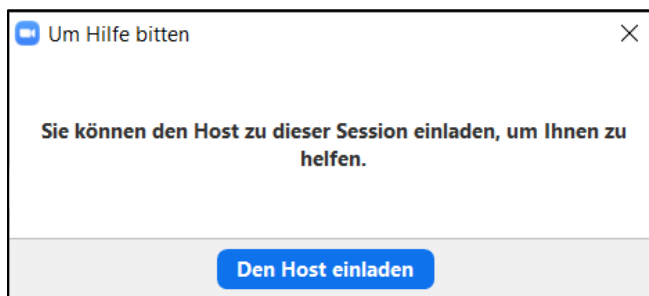 Um Hilfe bitten
Sie können den Host zu dieser Session einladen, um Ihnen zu
helfen.
Den Host einladen